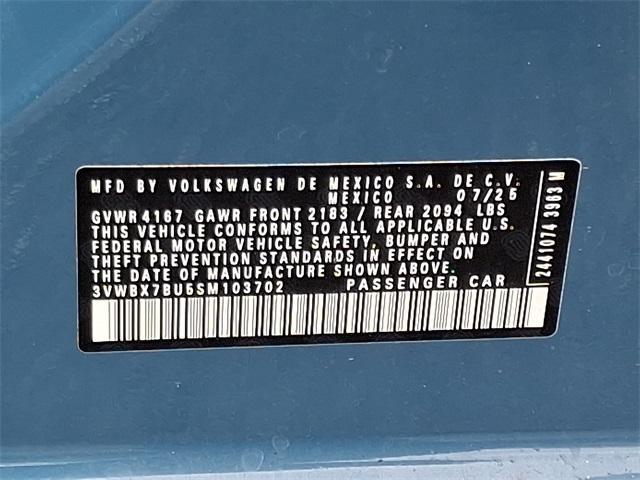 MFD BY VOLKSWAGEN DE MEXICO S.A. DE C.V.
MEXICO 07/25
GVWR 4167 GAWR FRONT 2183 / REAR 2094 LBS
THIS VEHICLE CONFORMS TO ALL APPLICABLE U.S.
FEDERAL MOTOR VEHICLE SAFETY, BUMPER AND
THEFT PREVENTION STANDARDS IN EFFECT ON
THE DATE OF MANUFACTURE SHOWN ABOVE.
3VWBX7BU5SM103702 PASSENGER CAR
2441074 3963 M